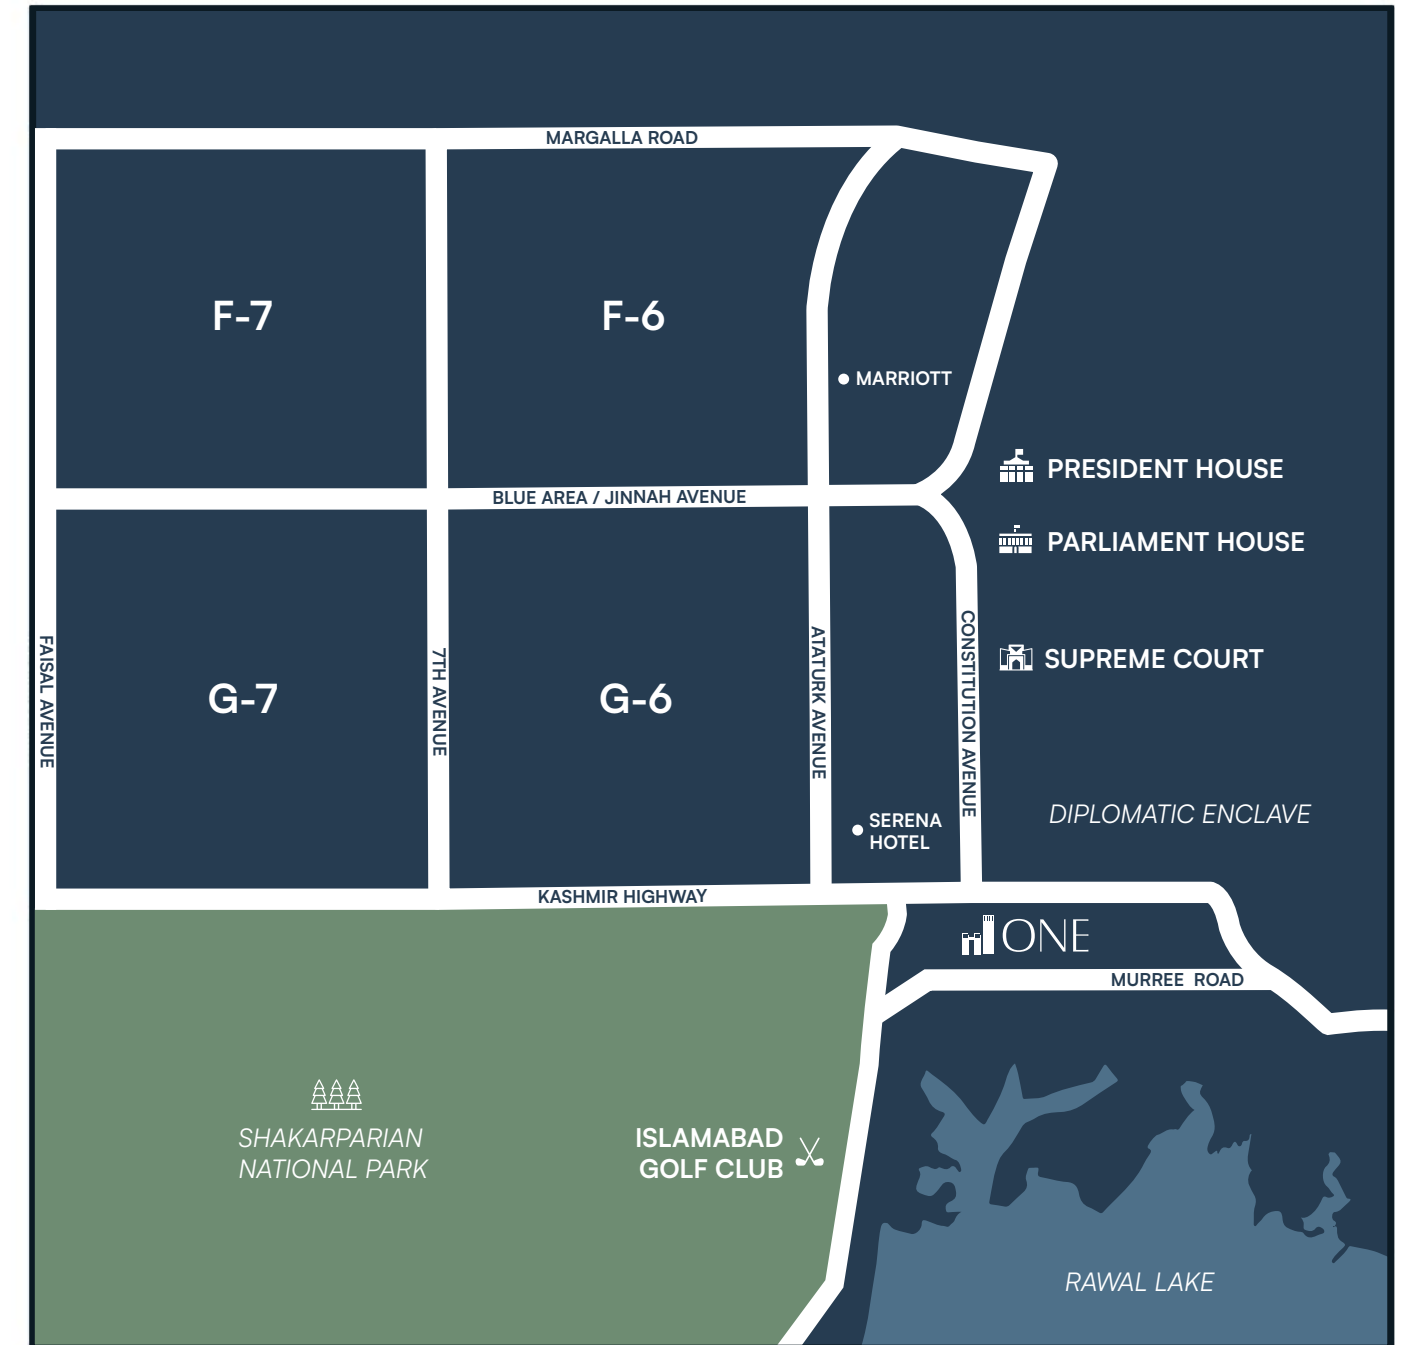 MARGALLA ROAD
F-7
F-6
MARRIOTT
PRESIDENT HOUSE
BLUE AREA / JINNAH AVENUE
PARLIAMENT HOUSE
FAISAL AVENUE
7TH AVENUE
ATATURK AVENUE
CONSTITUTION AVENUE
SUPREME COURT
G-7
G-6
DIPLOMATIC ENCLAVE
SERENA
HOTEL
KASHMIR HIGHWAY
ONE
MURREE ROAD
SHAKARPARIAN
NATIONAL PARK
ISLAMABAD
GOLF CLUB
RAWAL LAKE